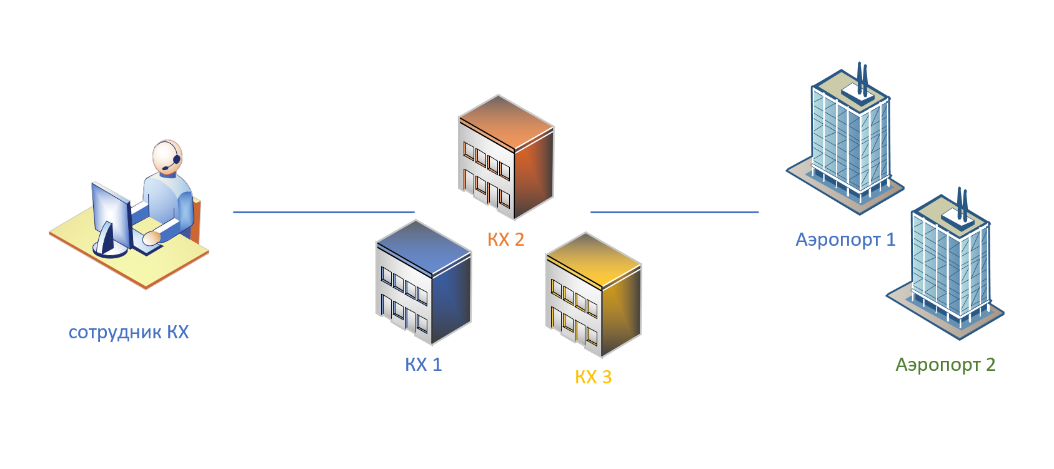 КХ 2
Аэропорт 1
сотрудник КХ
КХ 1
Аэропорт 2
КХ 3